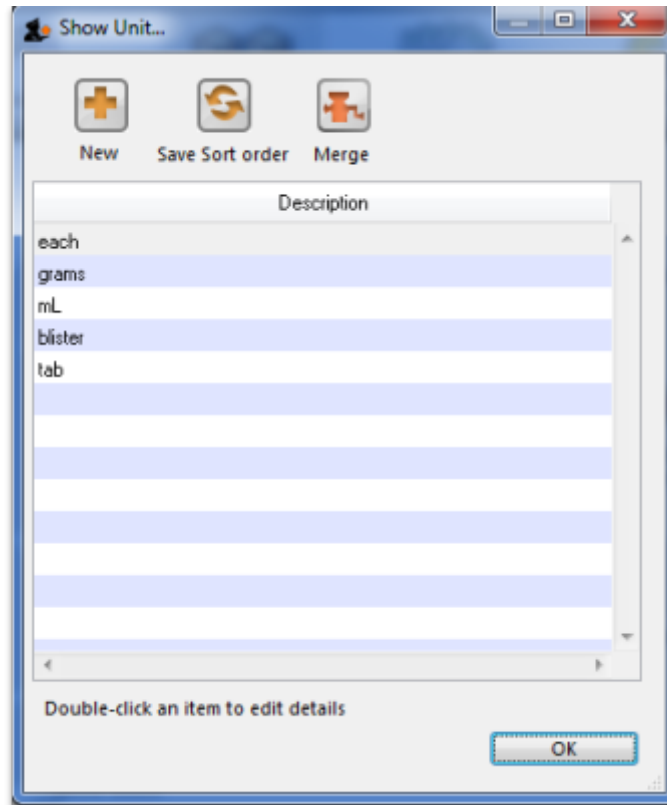 Show Unit...
New Save Sort order Merge
Description
each
grams
mL
blister
tab
Double-click an item to edit details
OK